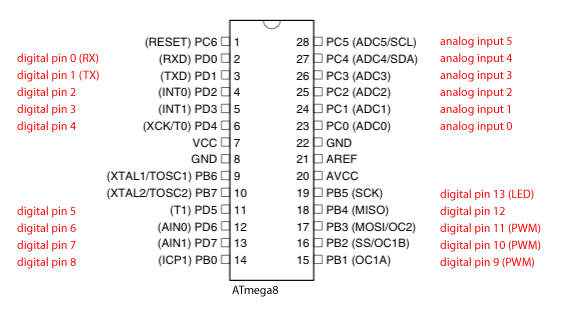 (RESET) PC6 1 28 PC5 (ADC5/SCL) analog input 5
digital pin 0 (RX) (RXD) PD0 2 27 PC4 (ADC4/SDA) analog input 4
digital pin 1 (TX) (TXD) PD1 3 26 PC3 (ADC3) analog input 3
digital pin 2 (INT0) PD2 4 25 PC2 (ADC2) analog input 2
digital pin 3 (INT1) PD3 5 24 PC1 (ADC1) analog input 1
digital pin 4 (XCK/T0) PD4 6 23 PC0 (ADC0) analog input 0
VCC 7 22 GND
GND 8 21 AREF
(XTAL1/TOSC1) PB6 9 20 AVCC
(XTAL2/TOSC2) PB7 10 19 PB5 (SCK) digital pin 13 (LED)
digital pin 5 (T1) PD5 11 18 PB4 (MISO) digital pin 12
digital pin 6 (AIN0) PD6 12 17 PB3 (MOSI/OC2) digital pin 11 (PWM)
digital pin 7 (AIN1) PD7 13 16 PB2 (SS/OC1B) digital pin 10 (PWM)
digital pin 8 (ICP1) PB0 14 15 PB1 (OC1A) digital pin 9 (PWM)
ATmega8